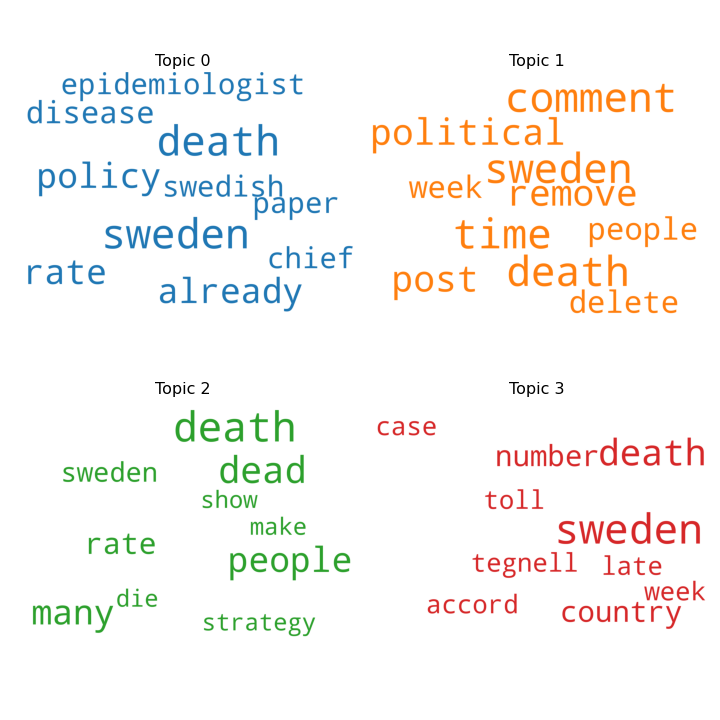 Topic 0
epidemiologist
disease
death
policy
swedish
paper
sweden
chief
rate
already
Topic 1
comment
political
sweden
week
remove
time
people
post
death
delete
Topic 2
death
sweden
dead
show
make
rate
people
die
many
strategy
Topic 3
case
number
death
toll
sweden
tegnell
late
week
accord
country